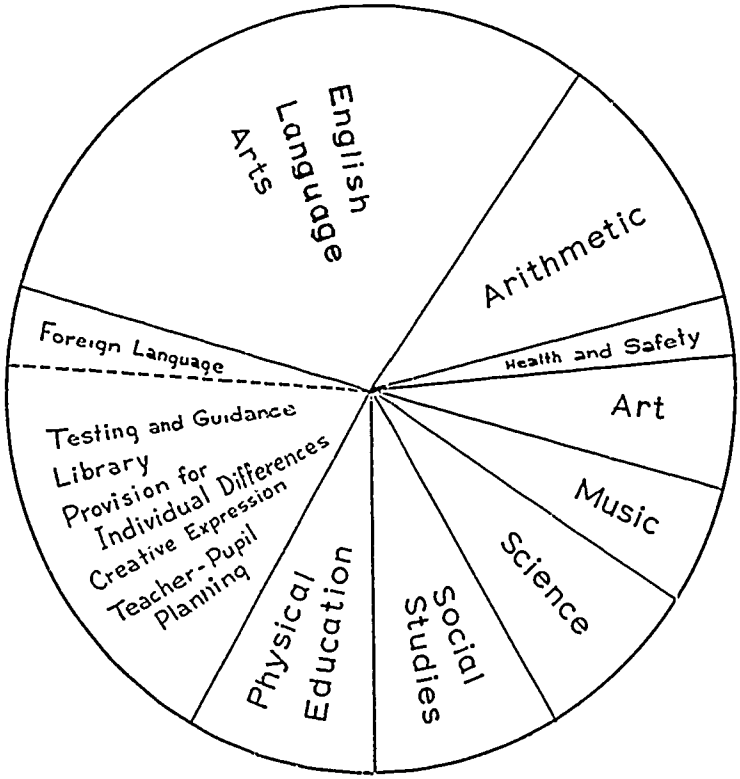 English
Language
Arts
Arithmetic
Health and Safety
Art
Music
Science
Social
Studies
Physical
Education
Testing and Guidance
Library
Provision for
Individual Differences
Creative Expression
Teacher-Pupil
Planning
Foreign Language